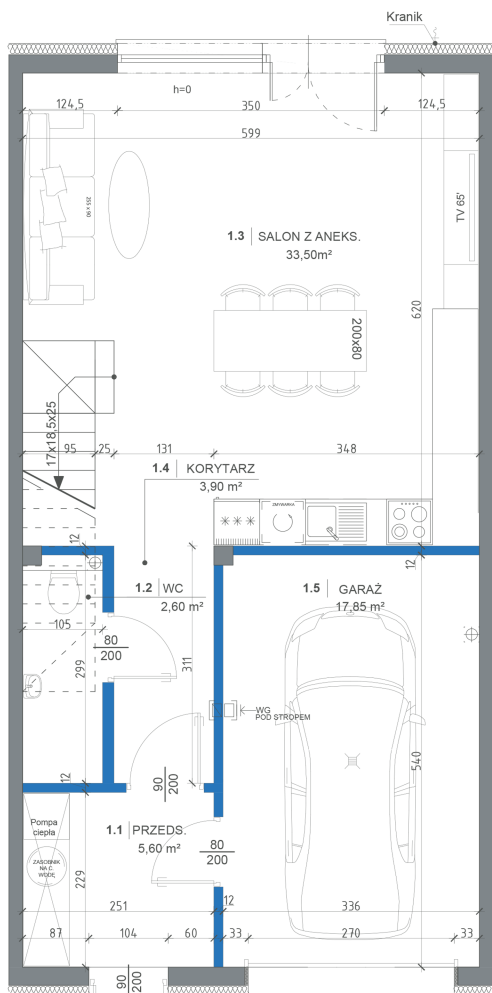 Kranik
h=0
124,5
350
124,5
599
255 x 90
TV 65'
1.3 SALON Z ANEKS.
33,50m²
620
200x80
17x18,5x25
95
25
131
348
1.4 KORYTARZ
3,90 m²
ZMYWARKA
12
12
1.2 WC
2,60 m²
1.5 GARAŻ
17,85 m²
105
80
200
299
311
WG
POD STROPEM
540
12
90
200
1.1 PRZEDS.
5,60 m²
Pompa
ciepła
ZASOBNIK
NA C.
WODĘ
80
200
229
251
12
336
87
104
60
33
270
33
90
200